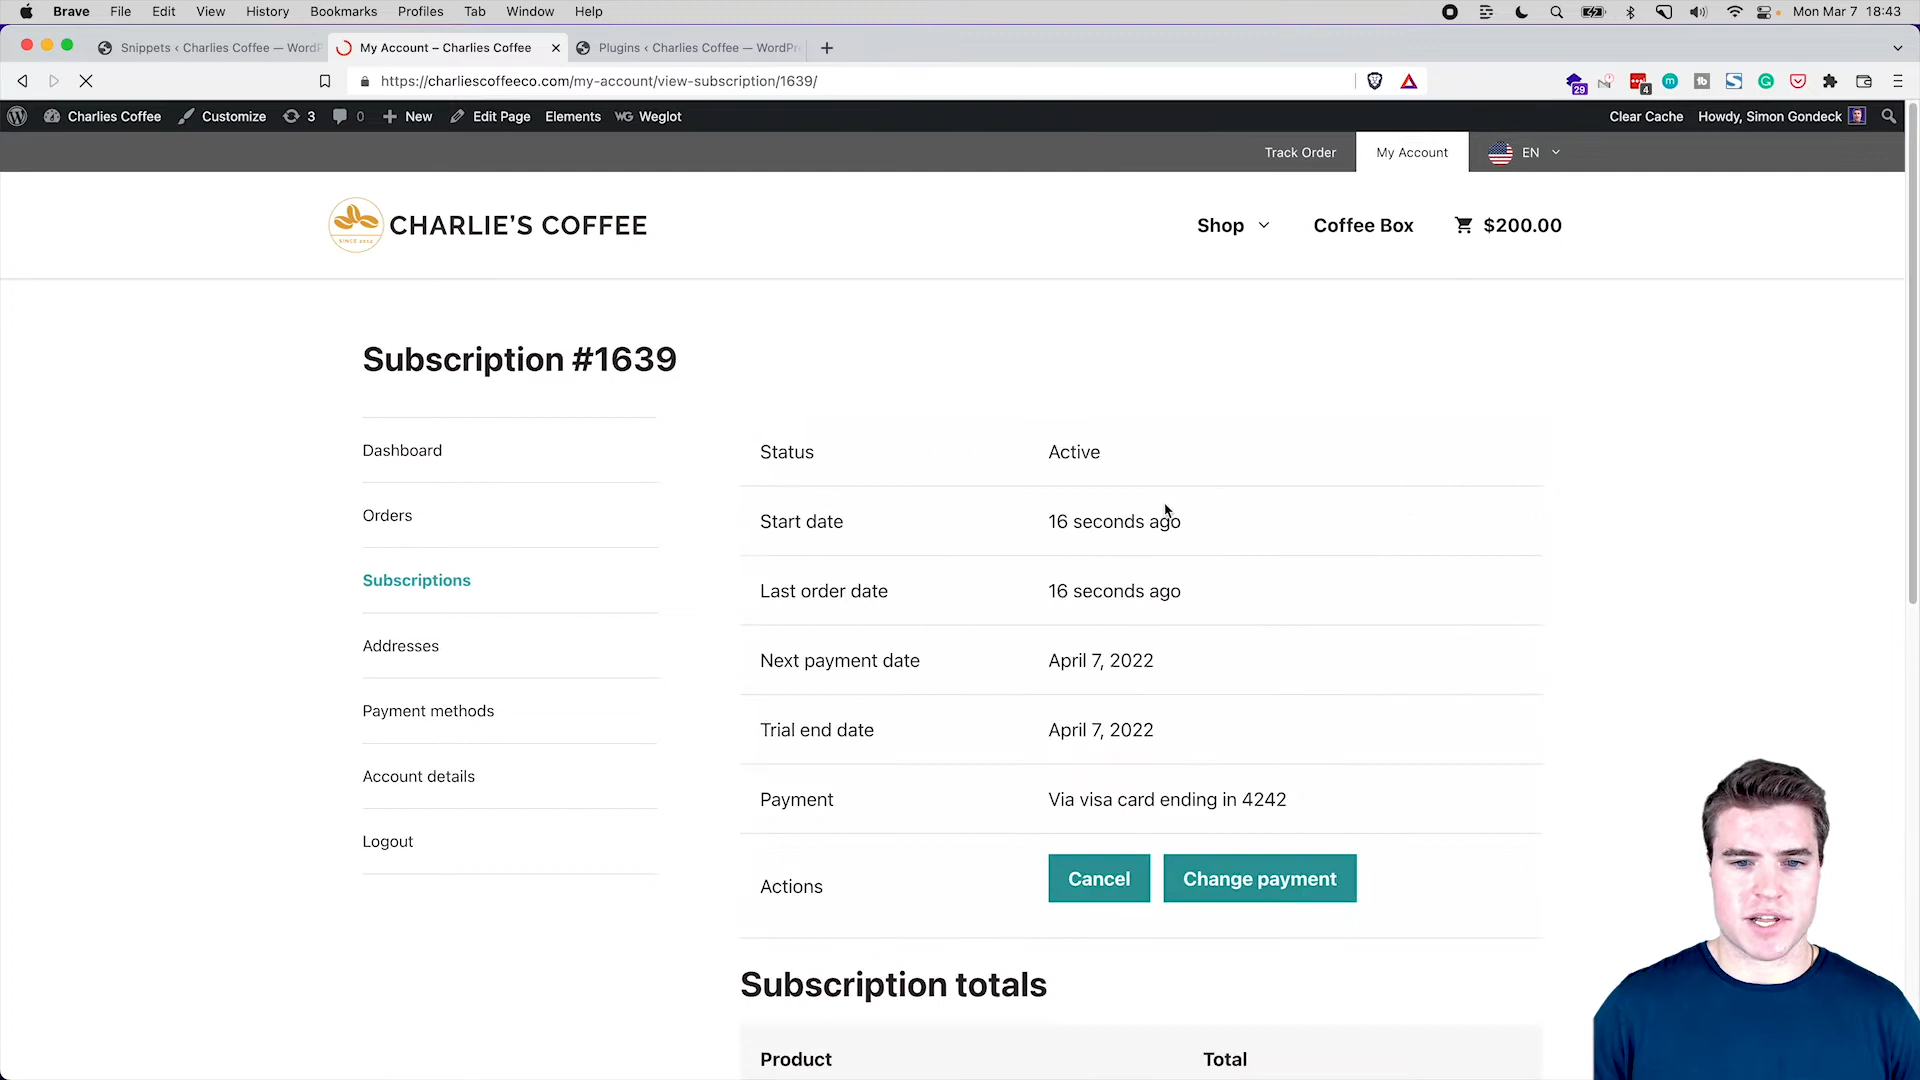 Brave File Edit View History Bookmarks Profiles Tab Window Help Mon Mar 7 18:43
Snippets ‹ Charlies Coffee — WordP My Account – Charlies Coffee Plugins ‹ Charlies Coffee — WordPr
https://charliescoffeeco.com/my-account/view-subscription/1639/ 29 4
Charlies Coffee Customize 3 0 New Edit Page Elements WG Weglot Clear Cache Howdy, Simon Gondeck
Track Order My Account EN
CHARLIE'S COFFEE
Shop Coffee Box $200.00
Subscription #1639
Dashboard
Orders
Subscriptions
Addresses
Payment methods
Account details
Logout
Status Active
Start date 16 seconds ago
Last order date 16 seconds ago
Next payment date April 7, 2022
Trial end date April 7, 2022
Payment Via visa card ending in 4242
Actions Cancel Change payment
Subscription totals
Product Total